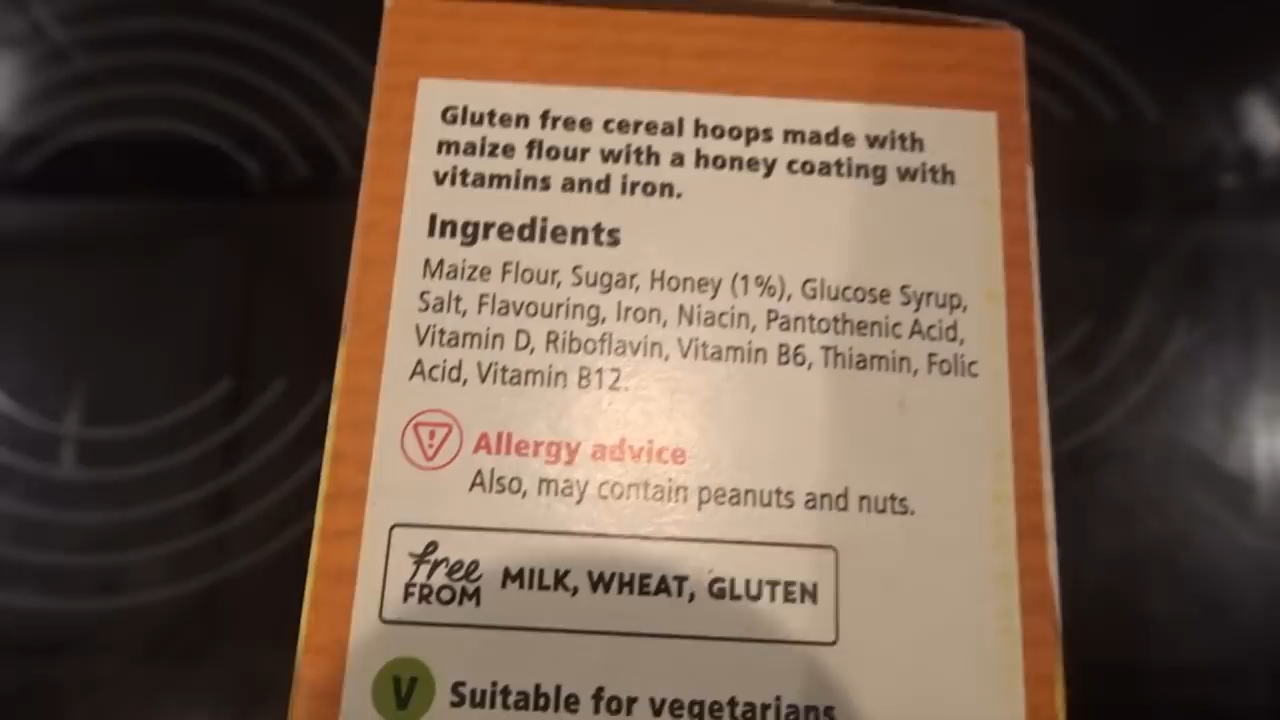 Gluten free cereal hoops made with
maize flour with a honey coating with
vitamins and iron.
Ingredients
Maize Flour, Sugar, Honey (1%), Glucose Syrup,
Salt, Flavouring, Iron, Niacin, Pantothenic Acid,
Vitamin D, Riboflavin, Vitamin B6, Thiamin, Folic
Acid, Vitamin B12.
Allergy advice
Also, may contain peanuts and nuts.
free FROM MILK, WHEAT, GLUTEN
V Suitable for vegetarians